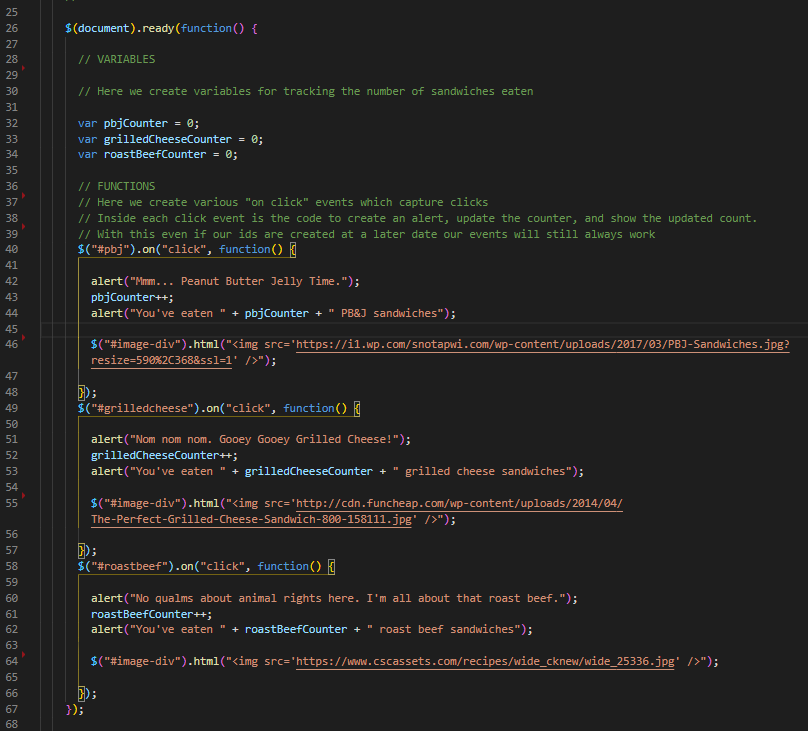 25
26 $(document).ready(function() {
27
28 // VARIABLES
29
30 // Here we create variables for tracking the number of sandwiches eaten
31
32 var pbjCounter = 0;
33 var grilledCheeseCounter = 0;
34 var roastBeefCounter = 0;
35
36 // FUNCTIONS
37 // Here we create various "on click" events which capture clicks
38 // Inside each click event is the code to create an alert, update the counter, and show the updated count.
39 // With this even if our ids are created at a later date our events will still always work
40 $("#pbj").on("click", function() {
41
42 alert("Mmm... Peanut Butter Jelly Time.");
43 pbjCounter++;
44 alert("You've eaten " + pbjCounter + " PB&J sandwiches");
45
46 $("#image-div").html("<img src='https://i1.wp.com/snotapwi.com/wp-content/uploads/2017/03/PBJ-Sandwiches.jpg?
resize=590%2C368&ssl=1' />");
47
48 });
49 $("#grilledcheese").on("click", function() {
50
51 alert("Nom nom nom. Gooey Gooey Grilled Cheese!");
52 grilledCheeseCounter++;
53 alert("You've eaten " + grilledCheeseCounter + " grilled cheese sandwiches");
54
55 $("#image-div").html("<img src='http://cdn.funcheap.com/wp-content/uploads/2014/04/
The-Perfect-Grilled-Cheese-Sandwich-800-158111.jpg' />");
56
57 });
58 $("#roastbeef").on("click", function() {
59
60 alert("No qualms about animal rights here. I'm all about that roast beef.");
61 roastBeefCounter++;
62 alert("You've eaten " + roastBeefCounter + " roast beef sandwiches");
63
64 $("#image-div").html("<img src='https://www.cscassets.com/recipes/wide_cknew/wide_25336.jpg' />");
65
66 });
67 });
68